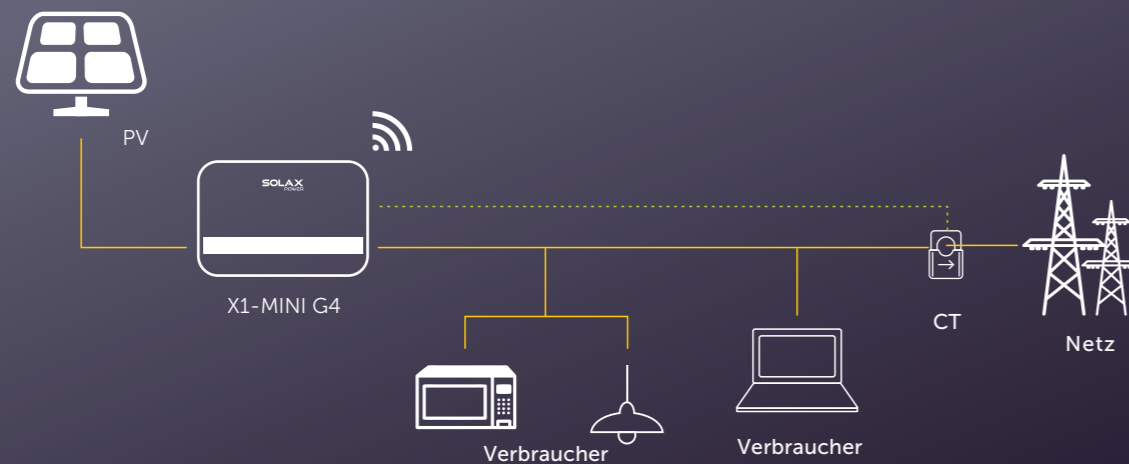 PV
SOLAX
POWER
X1-MINI G4
CT
Netz
Verbraucher
Verbraucher